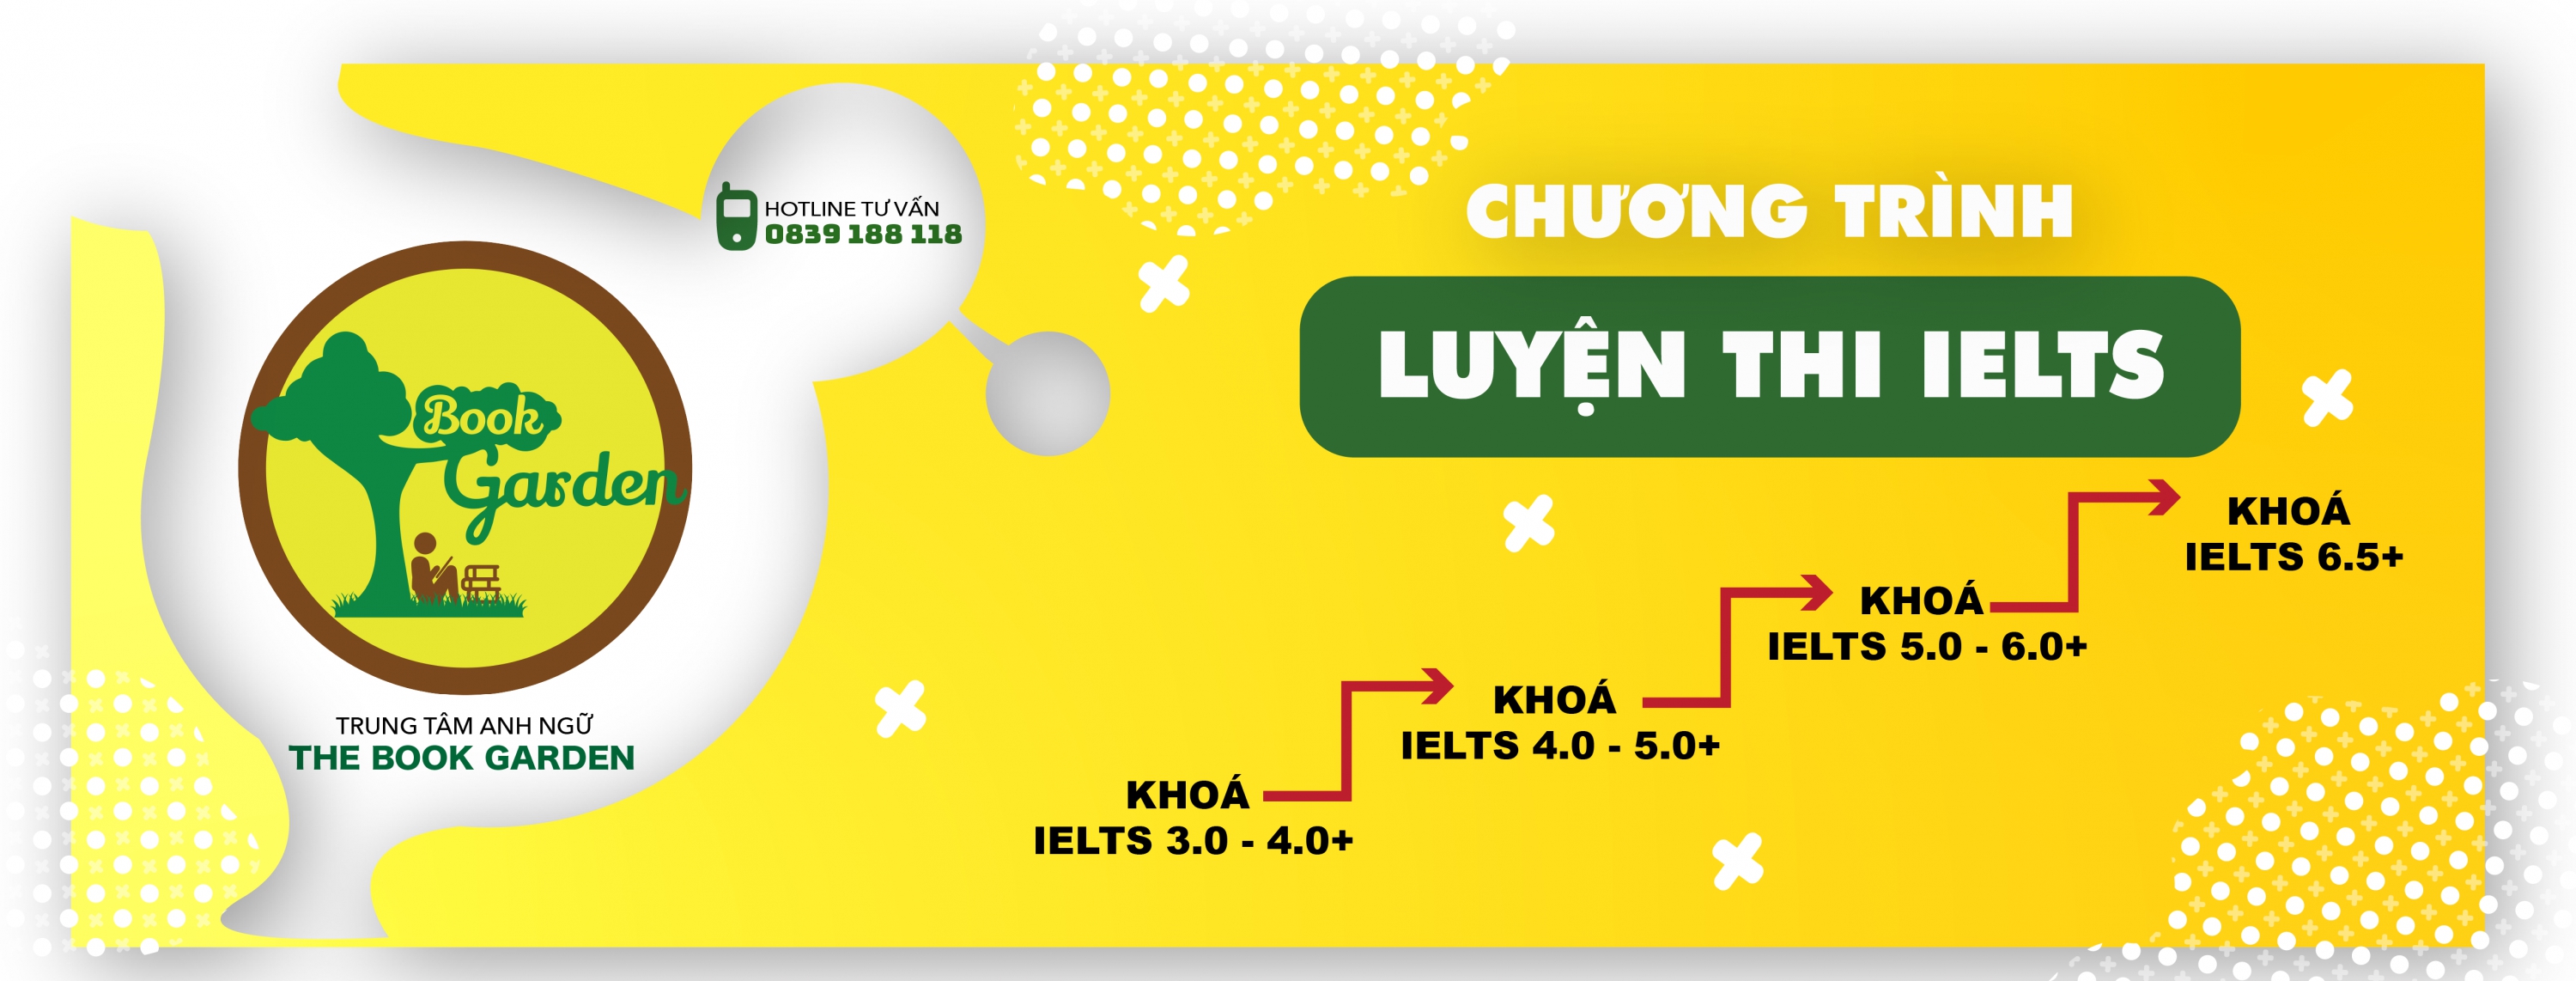 HOTLINE TƯ VẤN
0839 188 118
Book
Garden
TRUNG TÂM ANH NGỮ
THE BOOK GARDEN
CHƯƠNG TRÌNH
LUYỆN THI IELTS
KHOÁ
IELTS 3.0 - 4.0+
KHOÁ
IELTS 4.0 - 5.0+
KHOÁ
IELTS 5.0 - 6.0+
KHOÁ
IELTS 6.5+